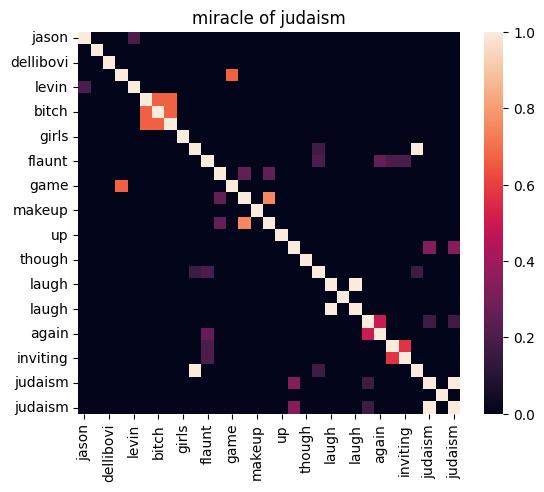 miracle of judaism
jason
dellibovi
levin
bitch
girls
flaunt
game
makeup
up
though
laugh
laugh
again
inviting
judaism
judaism
jason
dellibovi
levin
bitch
girls
flaunt
game
makeup
up
though
laugh
laugh
again
inviting
judaism
judaism
1.0
0.8
0.6
0.4
0.2
0.0